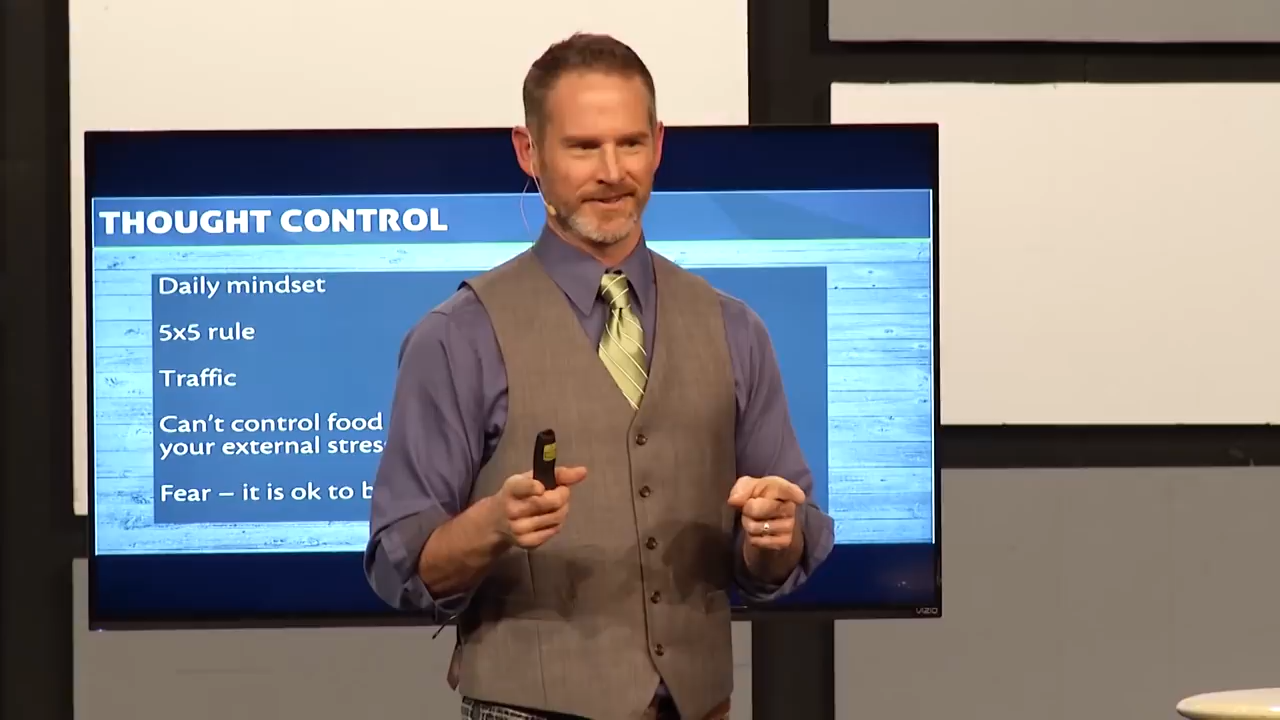 THOUGHT CONTROL
Daily mindset
5x5 rule
Traffic
Can't control food
your external stres
Fear – it is ok to b
VIZIO